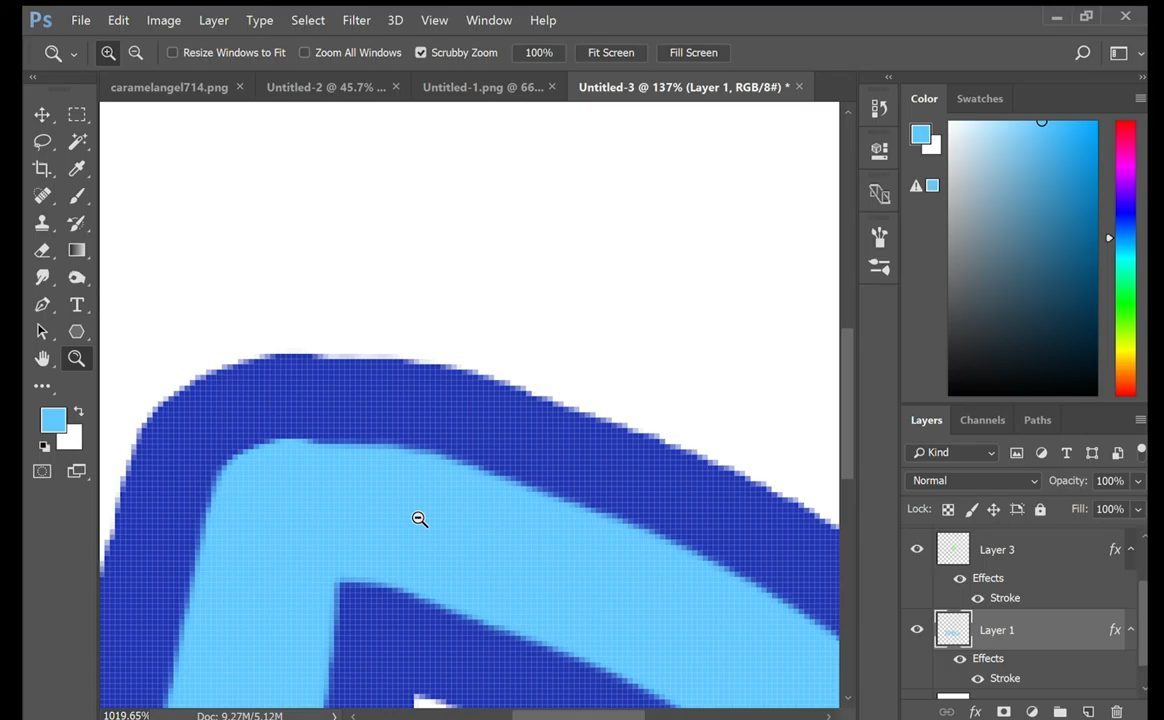 Ps File Edit Image Layer Type Select Filter 3D View Window Help
Resize Windows to Fit Zoom All Windows Scrubby Zoom 100% Fit Screen Fill Screen
caramelangel714.png × Untitled-2 @ 45.7% ... × Untitled-1.png @ 66... × Untitled-3 @ 137% (Layer 1, RGB/8#) * ×
Color Swatches
Layers Channels Paths
Kind
Normal Opacity: 100%
Lock: Fill: 100%
Layer 3 fx
Effects
Stroke
Layer 1 fx
Effects
Stroke
1019.65% Doc: 9.27M/5.12M
fx